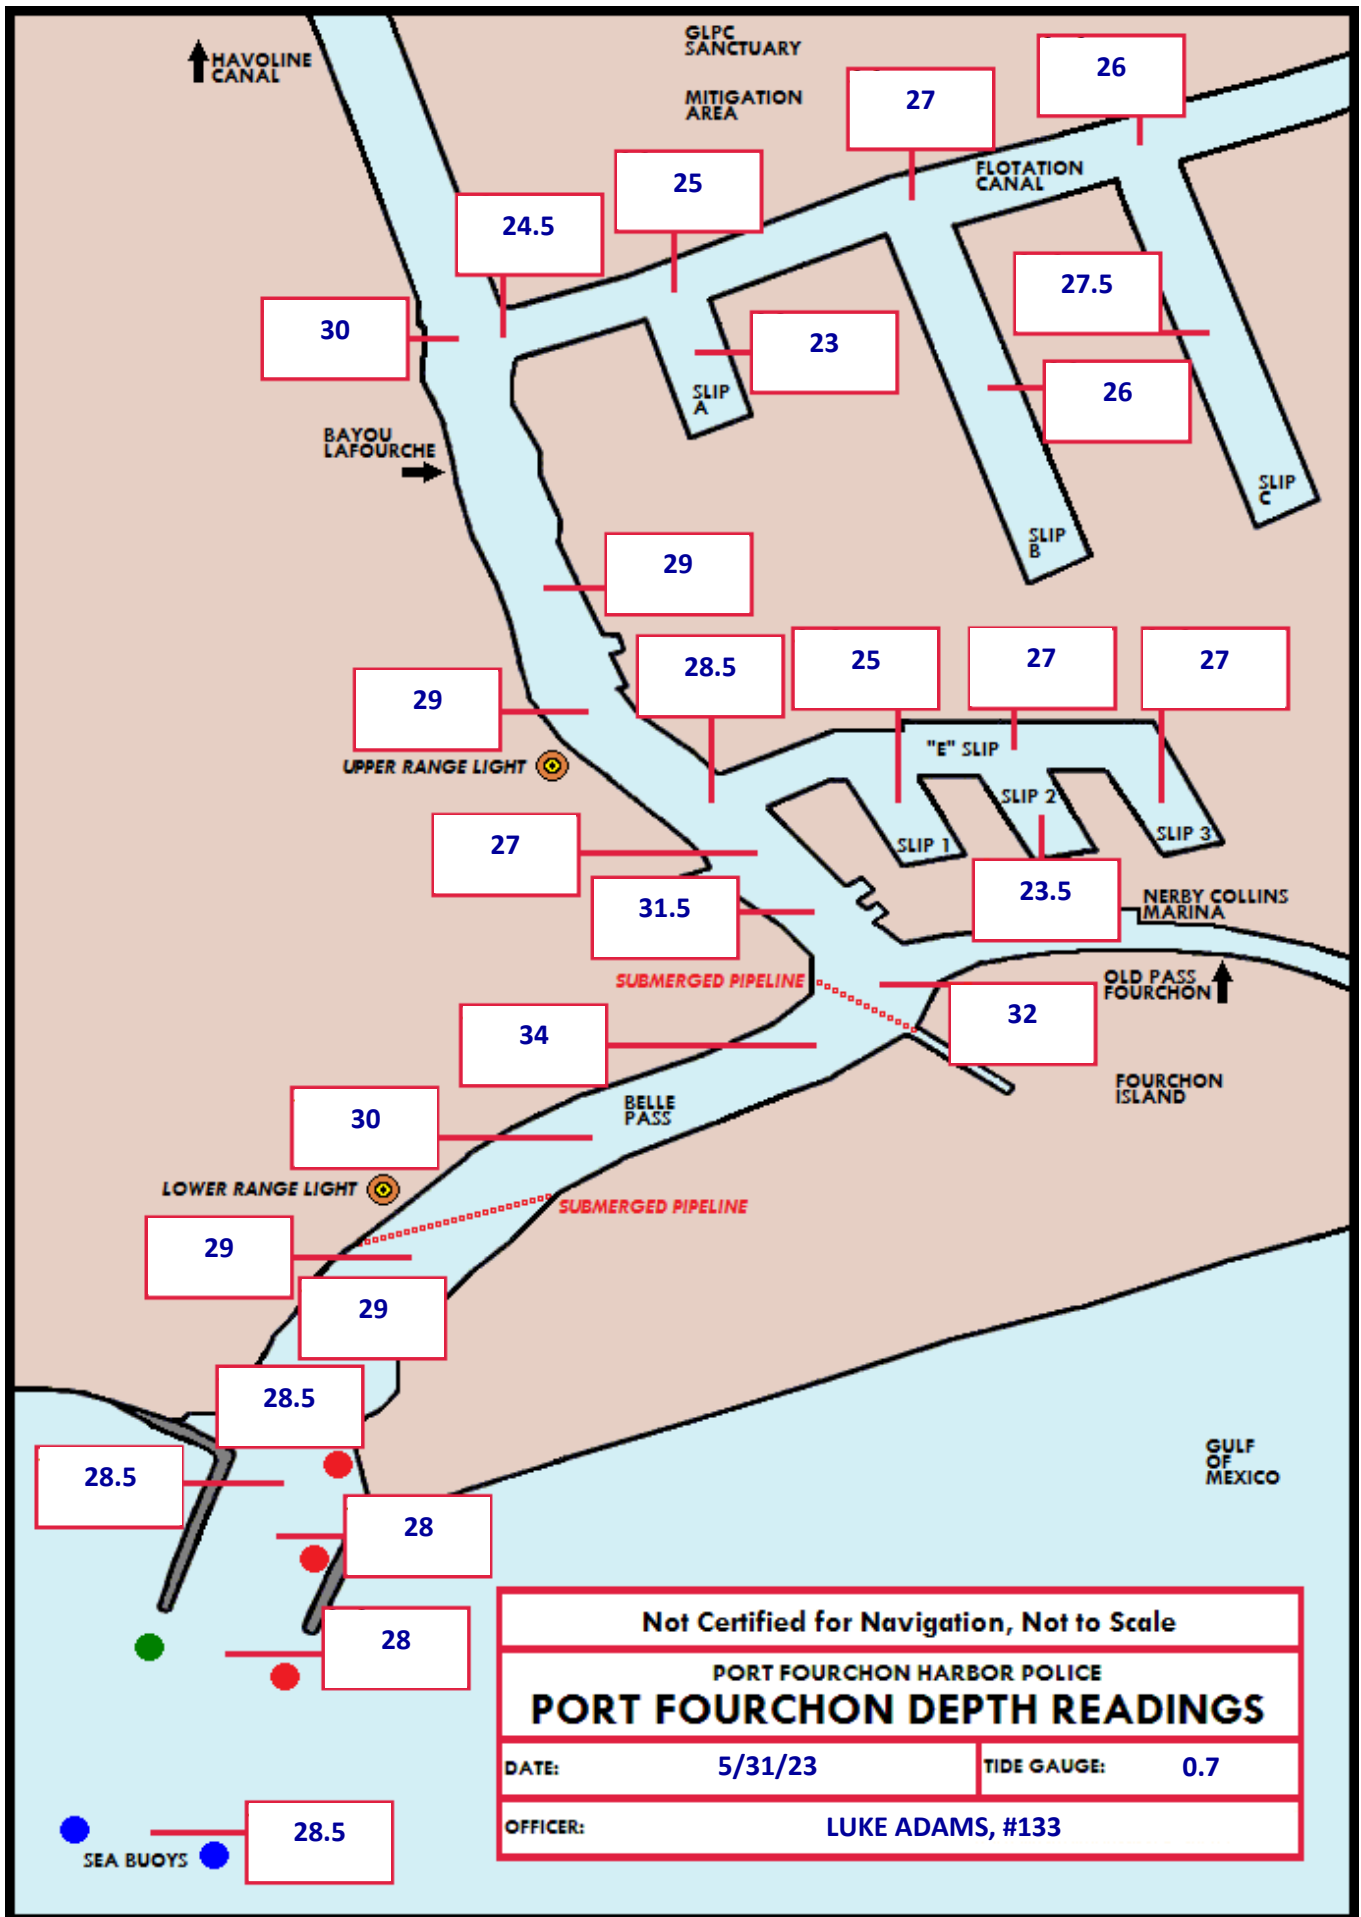 GLPC
SANCTUARY
HAVOLINE
CANAL
26
27
MITIGATION
AREA
FLOTATION
CANAL
25
24.5
27.5
30
23
26
SLIP
A
BAYOU
LAFOURCHE
SLIP
C
SLIP
B
29
28.5
25
27
27
29
"E" SLIP
UPPER RANGE LIGHT
SLIP 2
SLIP 1
SLIP 3
27
23.5
NERBY COLLINS
MARINA
31.5
SUBMERGED PIPELINE
OLD PASS
FOURCHON
32
34
FOURCHON
ISLAND
BELLE
PASS
30
LOWER RANGE LIGHT
SUBMERGED PIPELINE
29
29
28.5
GULF
OF
MEXICO
28.5
28
28
Not Certified for Navigation, Not to Scale
PORT FOURCHON HARBOR POLICE
PORT FOURCHON DEPTH READINGS
DATE: 5/31/23 TIDE GAUGE: 0.7
OFFICER: LUKE ADAMS, #133
28.5
SEA BUOYS